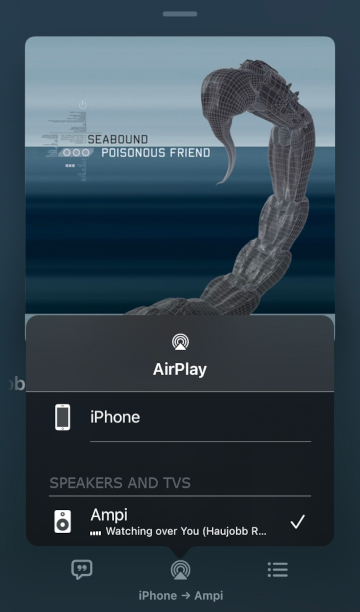 SEABOUND
POISONOUS FRIEND
AirPlay
iPhone
SPEAKERS AND TVS
Ampi
Watching over You (Haujobb R...
iPhone → Ampi